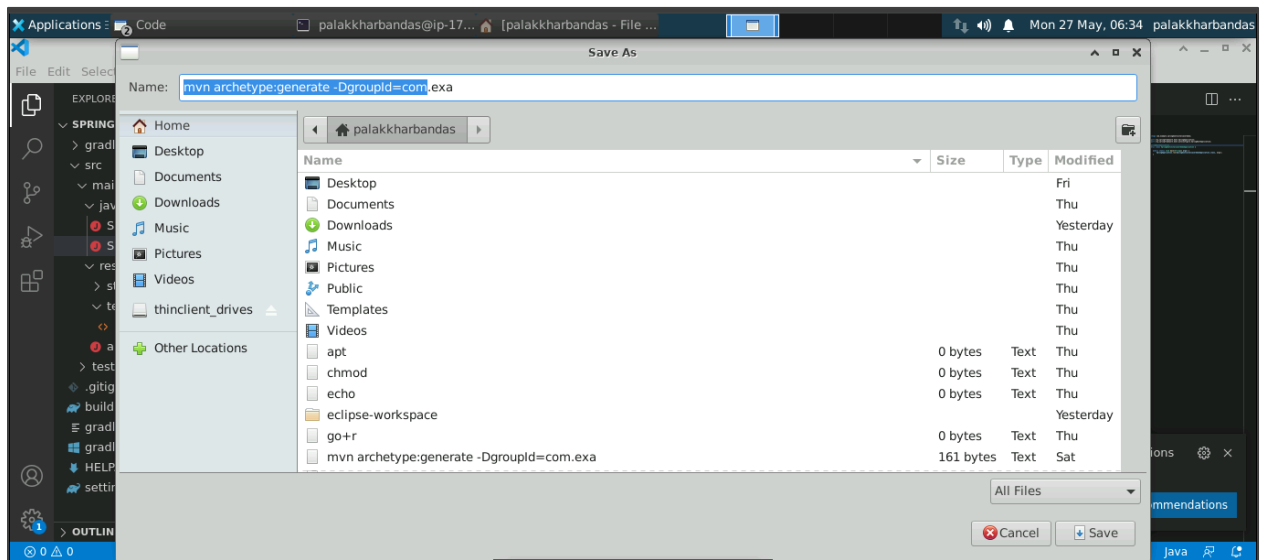 Applications
Code
palakkharbandas@ip-17...
[palakkharbandas - File ...
Mon 27 May, 06:34
palakkharbandas
Save As
File Edit Selec
Name: mvn archetype:generate -DgroupId=com.exa
EXPLORE
SPRING
> gradl
src
mai
jav
S
S
res
> st
te
<>
a
> test
.gitig
build
gradl
gradl
HELP
settin
> OUTLIN
Home
Desktop
Documents
Downloads
Music
Pictures
Videos
thinclient_drives
Other Locations
palakkharbandas
Name Size Type Modified
Desktop Fri
Documents Thu
Downloads Yesterday
Music Thu
Pictures Thu
Public Thu
Templates Thu
Videos Thu
apt 0 bytes Text Thu
chmod 0 bytes Text Thu
echo 0 bytes Text Thu
eclipse-workspace Yesterday
go+r 0 bytes Text Thu
mvn archetype:generate -DgroupId=com.exa 161 bytes Text Sat
All Files
Cancel Save
ions
mmendations
1
0 0
Java